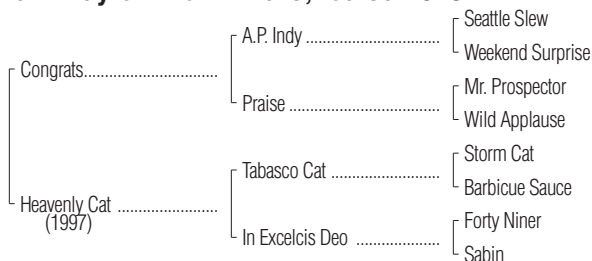 Seattle Slew
A.P. Indy
Weekend Surprise
Congrats
Mr. Prospector
Praise
Wild Applause
Storm Cat
Tabasco Cat
Barbicue Sauce
Heavenly Cat
(1997)
Forty Niner
In Excelcis Deo
Sabin